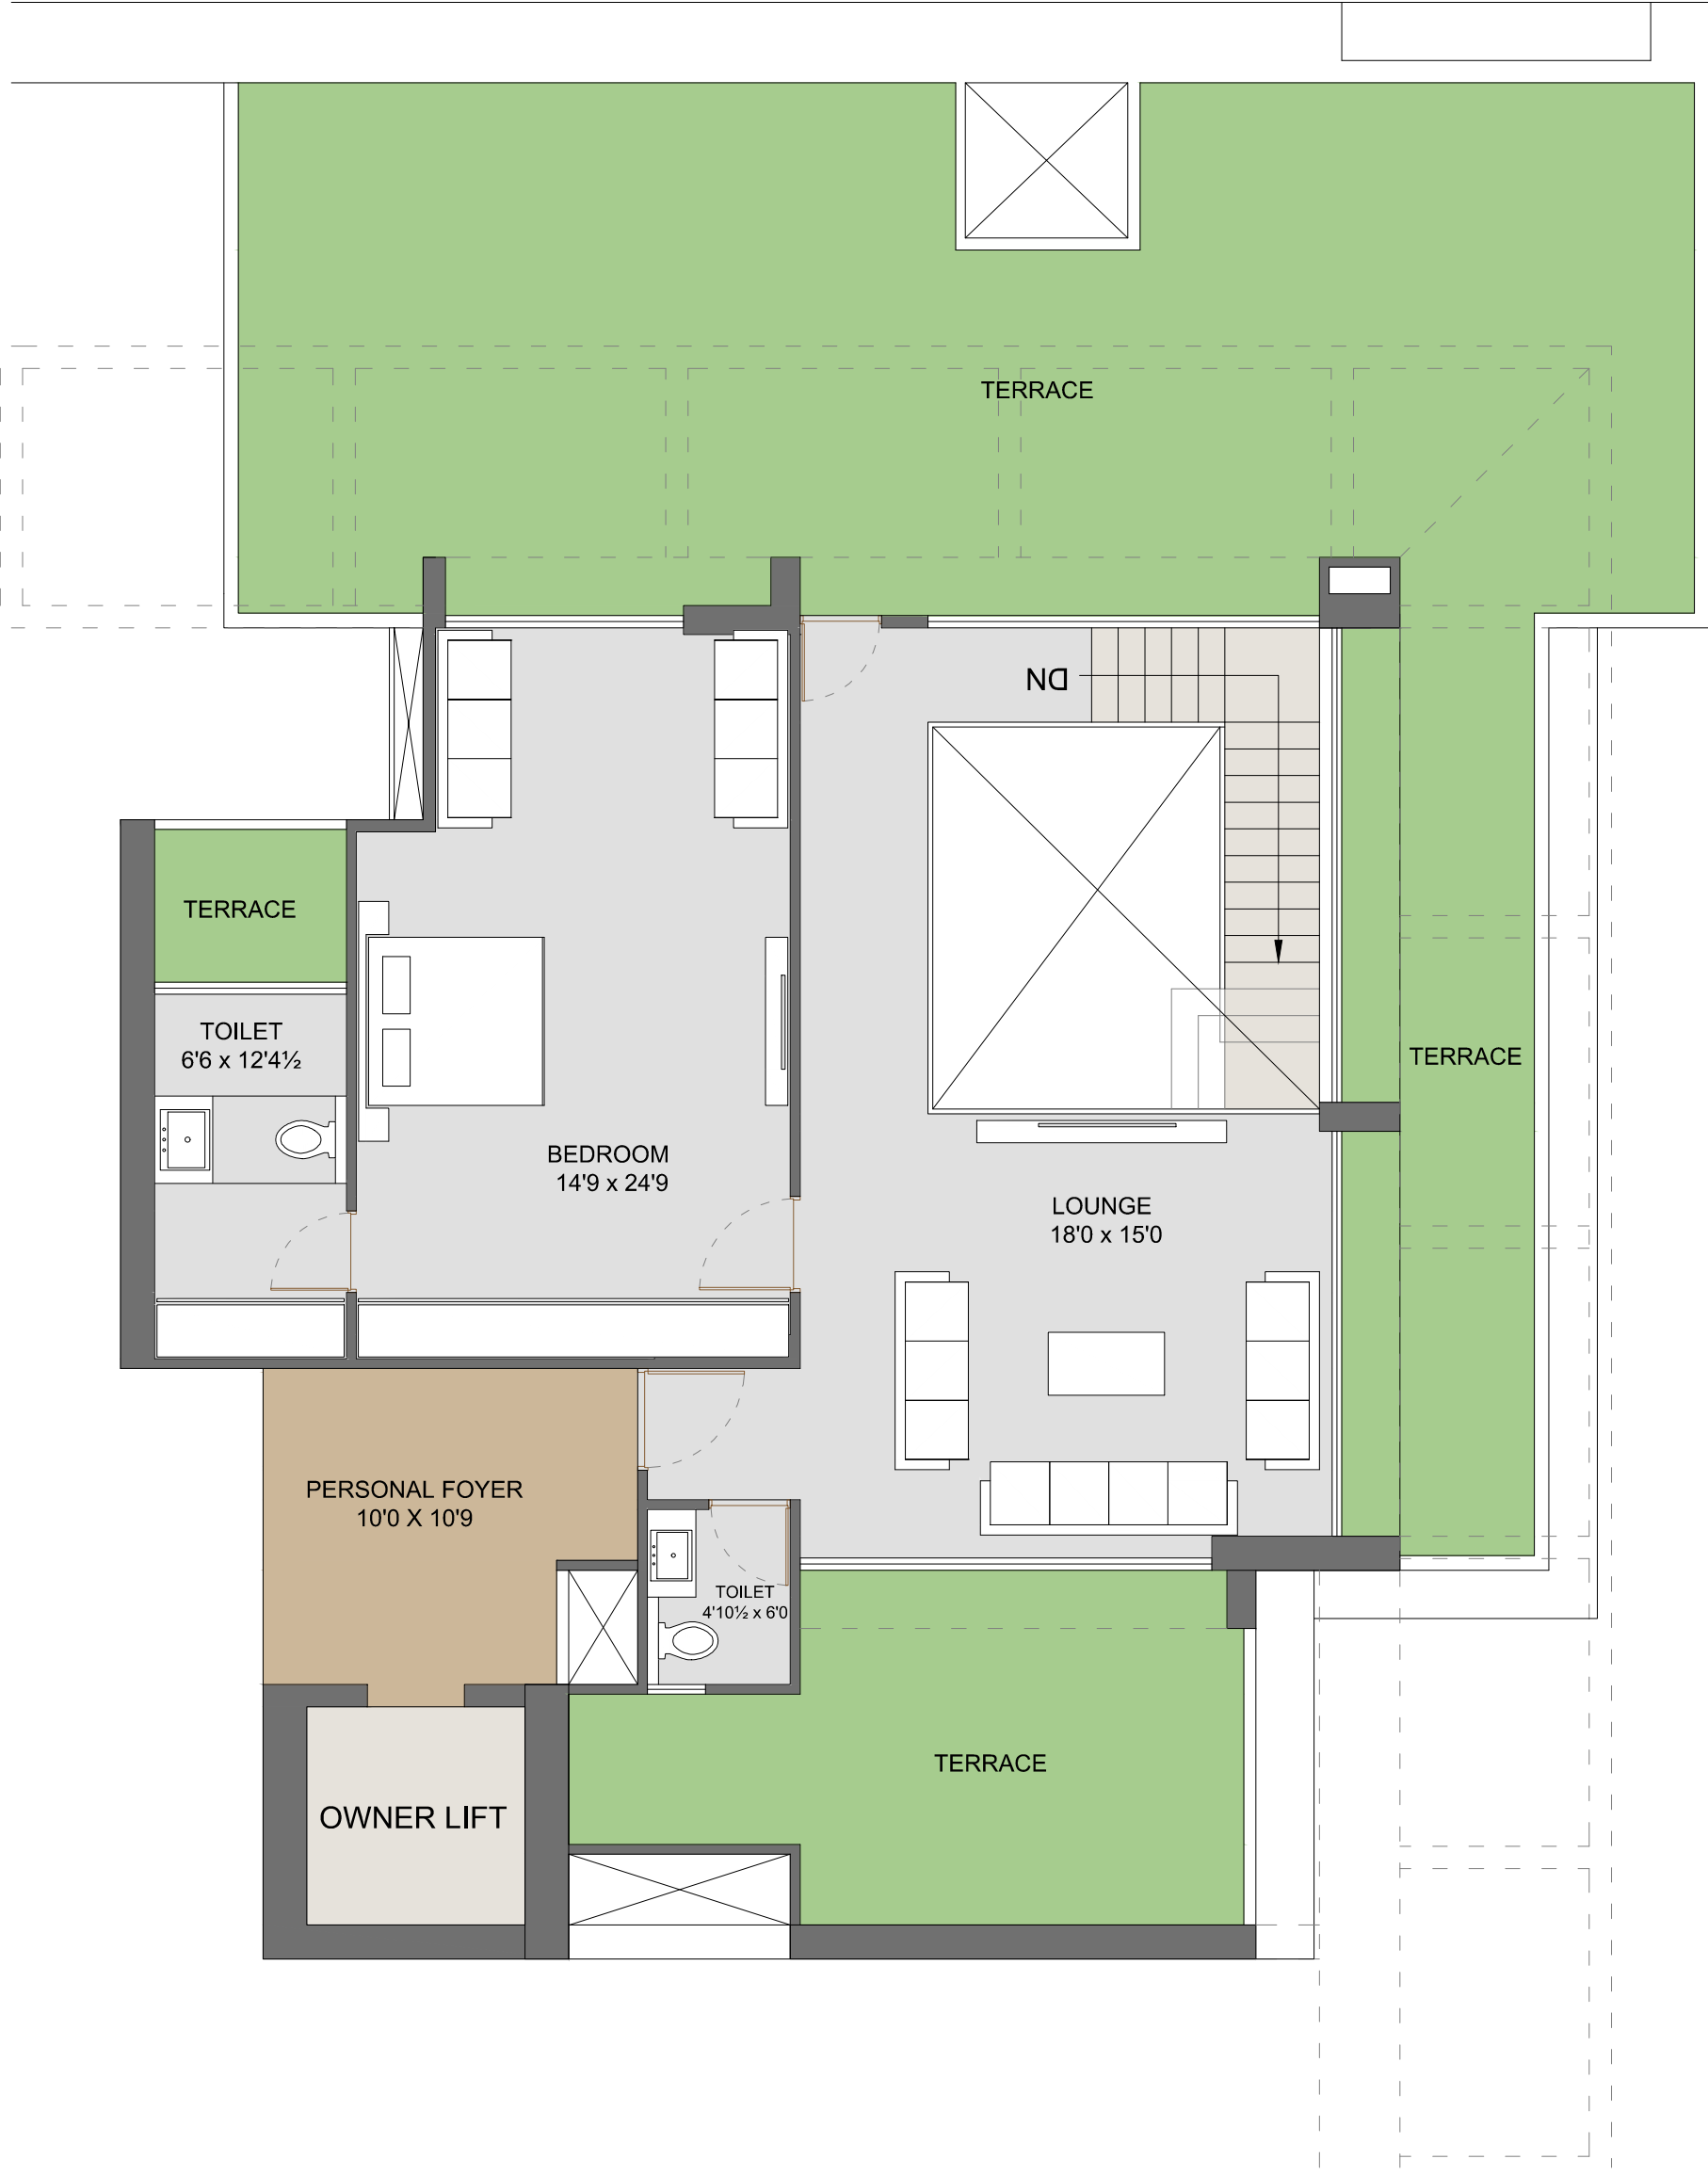 TERRACE
DN
TERRACE
TOILET
6'6 x 12'4½
TERRACE
BEDROOM
14'9 x 24'9
LOUNGE
18'0 x 15'0
PERSONAL FOYER
10'0 X 10'9
TOILET
4'10½ x 6'0
TERRACE
OWNER LIFT